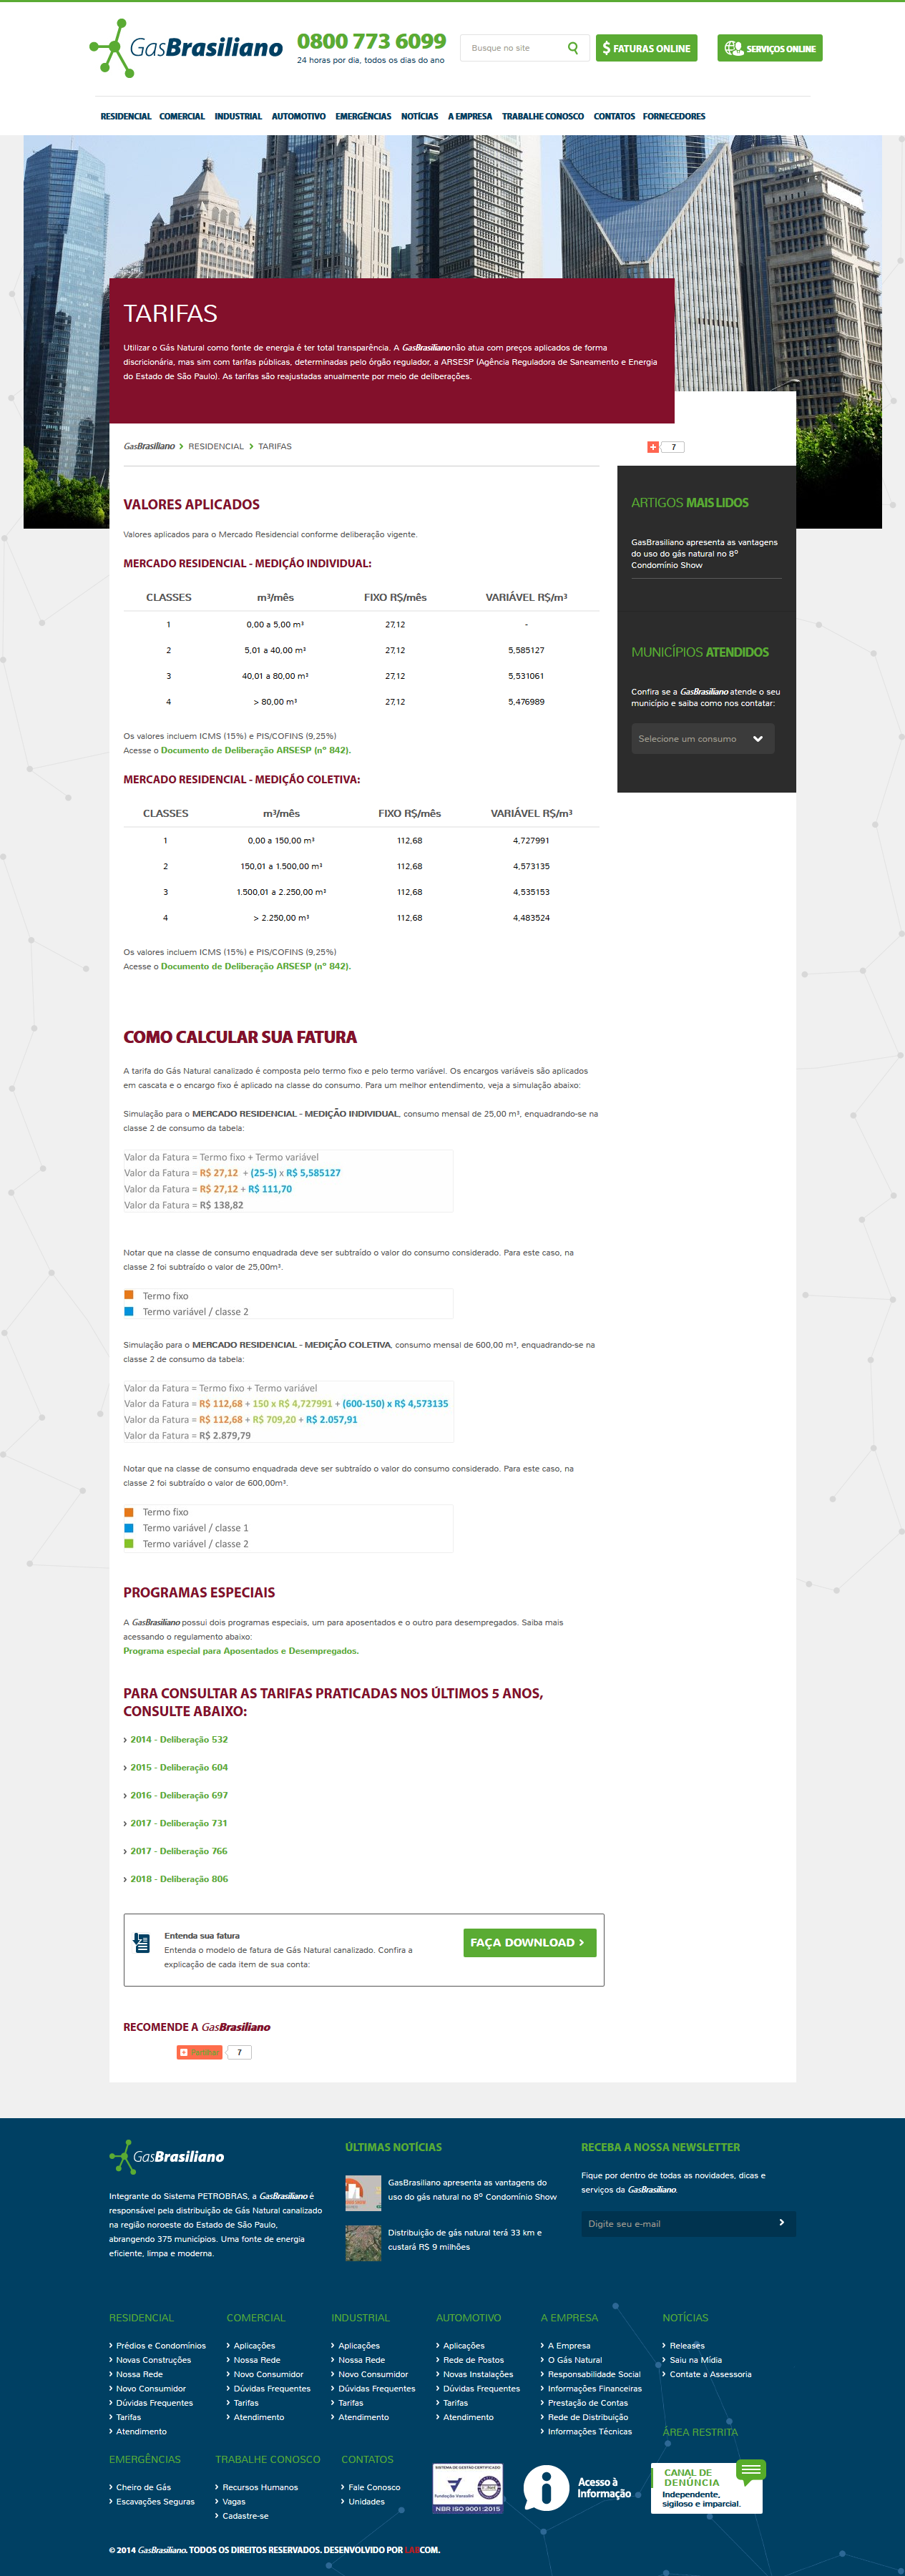 GasBrasiliano
0800 773 6099
24 horas por dia, todos os dias do ano
Busque no site
$ FATURAS ONLINE
SERVIÇOS ONLINE
RESIDENCIAL COMERCIAL INDUSTRIAL AUTOMOTIVO EMERGÊNCIAS NOTÍCIAS A EMPRESA TRABALHE CONOSCO CONTATOS FORNECEDORES
TARIFAS
Utilizar o Gás Natural como fonte de energia é ter total transparência. A GasBrasiliano não atua com preços aplicados de forma
discricionária, mas sim com tarifas públicas, determinadas pelo órgão regulador, a ARSESP (Agência Reguladora de Saneamento e Energia
do Estado de São Paulo). As tarifas são reajustadas anualmente por meio de deliberações.
GasBrasiliano > RESIDENCIAL > TARIFAS
7
VALORES APLICADOS
Valores aplicados para o Mercado Residencial conforme deliberação vigente.
MERCADO RESIDENCIAL - MEDIÇÃO INDIVIDUAL:
CLASSES m³/mês FIXO R$/mês VARIÁVEL R$/m³
1 0,00 a 5,00 m³ 27,12 -
2 5,01 a 40,00 m³ 27,12 5,585127
3 40,01 a 80,00 m³ 27,12 5,531061
4 > 80,00 m³ 27,12 5,476989
Os valores incluem ICMS (15%) e PIS/COFINS (9,25%)
Acesse o Documento de Deliberação ARSESP (nº 842).
MERCADO RESIDENCIAL - MEDIÇÃO COLETIVA:
CLASSES m³/mês FIXO R$/mês VARIÁVEL R$/m³
1 0,00 a 150,00 m³ 112,68 4,727991
2 150,01 a 1.500,00 m³ 112,68 4,573135
3 1.500,01 a 2.250,00 m³ 112,68 4,535153
4 > 2.250,00 m³ 112,68 4,483524
Os valores incluem ICMS (15%) e PIS/COFINS (9,25%)
Acesse o Documento de Deliberação ARSESP (nº 842).
ARTIGOS MAIS LIDOS
GasBrasiliano apresenta as vantagens
do uso do gás natural no 8º
Condomínio Show
MUNICÍPIOS ATENDIDOS
Confira se a GasBrasiliano atende o seu
município e saiba como nos contatar:
Selecione um consumo
COMO CALCULAR SUA FATURA
A tarifa do Gás Natural canalizado é composta pelo termo fixo e pelo termo variável. Os encargos variáveis são aplicados
em cascata e o encargo fixo é aplicado na classe do consumo. Para um melhor entendimento, veja a simulação abaixo:
Simulação para o MERCADO RESIDENCIAL - MEDIÇÃO INDIVIDUAL, consumo mensal de 25,00 m³, enquadrando-se na
classe 2 de consumo da tabela:
Valor da Fatura = Termo fixo + Termo variável
Valor da Fatura = R$ 27,12 + (25-5) x R$ 5,585127
Valor da Fatura = R$ 27,12 + R$ 111,70
Valor da Fatura = R$ 138,82
Notar que na classe de consumo enquadrada deve ser subtraído o valor do consumo considerado. Para este caso, na
classe 2 foi subtraído o valor de 25,00m³.
Termo fixo
Termo variável / classe 2
Simulação para o MERCADO RESIDENCIAL - MEDIÇÃO COLETIVA, consumo mensal de 600,00 m³, enquadrando-se na
classe 2 de consumo da tabela:
Valor da Fatura = Termo fixo + Termo variável
Valor da Fatura = R$ 112,68 + 150 x R$ 4,727991 + (600-150) x R$ 4,573135
Valor da Fatura = R$ 112,68 + R$ 709,20 + R$ 2.057,91
Valor da Fatura = R$ 2.879,79
Notar que na classe de consumo enquadrada deve ser subtraído o valor do consumo considerado. Para este caso, na
classe 2 foi subtraído o valor de 600,00m³.
Termo fixo
Termo variável / classe 1
Termo variável / classe 2
PROGRAMAS ESPECIAIS
A GasBrasiliano possui dois programas especiais, um para aposentados e o outro para desempregados. Saiba mais
acessando o regulamento abaixo:
Programa especial para Aposentados e Desempregados.
PARA CONSULTAR AS TARIFAS PRATICADAS NOS ÚLTIMOS 5 ANOS,
CONSULTE ABAIXO:
> 2014 - Deliberação 532
> 2015 - Deliberação 604
> 2016 - Deliberação 697
> 2017 - Deliberação 731
> 2017 - Deliberação 766
> 2018 - Deliberação 806
Entenda sua fatura
Entenda o modelo de fatura de Gás Natural canalizado. Confira a
explicação de cada item de sua conta:
FAÇA DOWNLOAD >
RECOMENDE A GasBrasiliano
7
GasBrasiliano
Integrante do Sistema PETROBRAS, a GasBrasiliano é
responsável pela distribuição de Gás Natural canalizado
na região noroeste do Estado de São Paulo,
abrangendo 375 municípios. Uma fonte de energia
eficiente, limpa e moderna.
ÚLTIMAS NOTÍCIAS
GasBrasiliano apresenta as vantagens do
uso do gás natural no 8º Condomínio Show
Distribuição de gás natural terá 33 km e
custará R$ 9 milhões
RECEBA A NOSSA NEWSLETTER
Fique por dentro de todas as novidades, dicas e
serviços da GasBrasiliano.
Digite seu e-mail
RESIDENCIAL
> Prédios e Condomínios
> Novas Construções
> Nossa Rede
> Novo Consumidor
> Dúvidas Frequentes
> Tarifas
> Atendimento
COMERCIAL
> Aplicações
> Nossa Rede
> Novo Consumidor
> Dúvidas Frequentes
> Tarifas
> Atendimento
INDUSTRIAL
> Aplicações
> Nossa Rede
> Novo Consumidor
> Dúvidas Frequentes
> Tarifas
> Atendimento
AUTOMOTIVO
> Aplicações
> Rede de Postos
> Novas Instalações
> Dúvidas Frequentes
> Tarifas
> Atendimento
A EMPRESA
> A Empresa
> O Gás Natural
> Responsabilidade Social
> Informações Financeiras
> Prestação de Contas
> Rede de Distribuição
> Informações Técnicas
NOTÍCIAS
> Releases
> Saiu na Mídia
> Contate a Assessoria
ÁREA RESTRITA
EMERGÊNCIAS
> Cheiro de Gás
> Escavações Seguras
TRABALHE CONOSCO
> Recursos Humanos
> Vagas
> Cadastre-se
CONTATOS
> Fale Conosco
> Unidades
SISTEMA DE GESTÃO CERTIFICADO
Fundação Vanzolini
NBR ISO 9001:2015
Acesso à
Informação
CANAL DE
DENÚNCIA
Independente,
sigiloso e imparcial.
© 2014 GasBrasiliano. TODOS OS DIREITOS RESERVADOS. DESENVOLVIDO POR LABCOM.